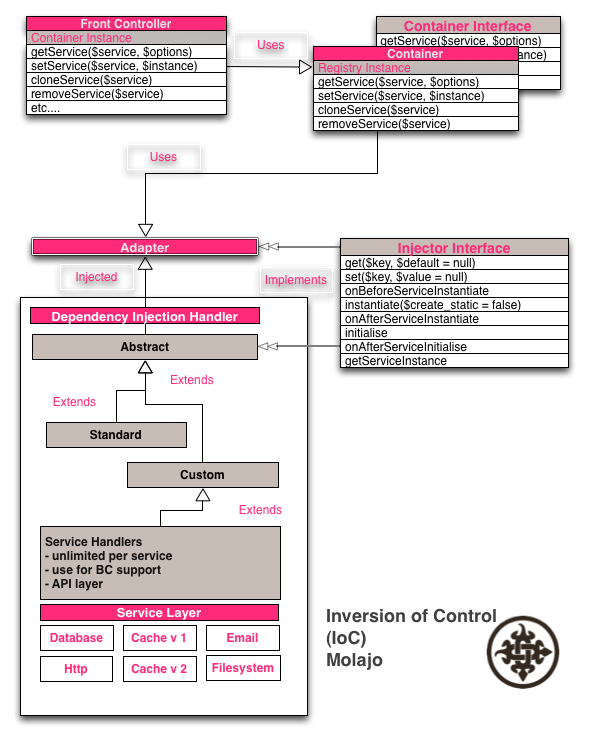 Front Controller
Container Instance
getService($service, $options)
setService($service, $instance)
cloneService($service)
removeService($service)
etc....
Uses
Container Interface
getService($service, $options)
ance)
Container
Registry Instance
getService($service, $options)
setService($service, $instance)
cloneService($service)
removeService($service)
Uses
Adapter
Injected
Implements
Injector Interface
get($key, $default = null)
set($key, $value = null)
onBeforeServiceInstantiate
instantiate($create_static = false)
onAfterServiceInstantiate
initialise
onAfterServiceInitialise
getServiceInstance
Dependency Injection Handler
Abstract
Extends
Extends
Standard
Custom
Extends
Service Handlers
- unlimited per service
- use for BC support
- API layer
Service Layer
Database
Cache v 1
Email
Http
Cache v 2
Filesystem
Inversion of Control
(IoC)
Molajo